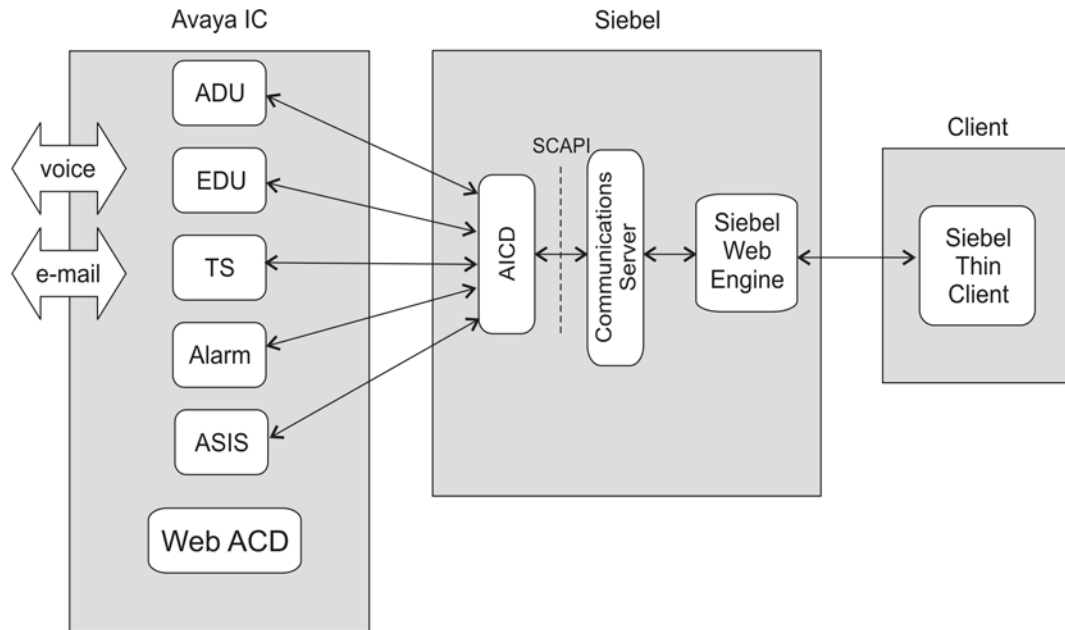 Avaya IC
Siebel
Client
ADU
EDU
TS
Alarm
ASIS
Web ACD
voice
e-mail
AICD
SCAPI
Communications
Server
Siebel
Web
Engine
Siebel
Thin
Client